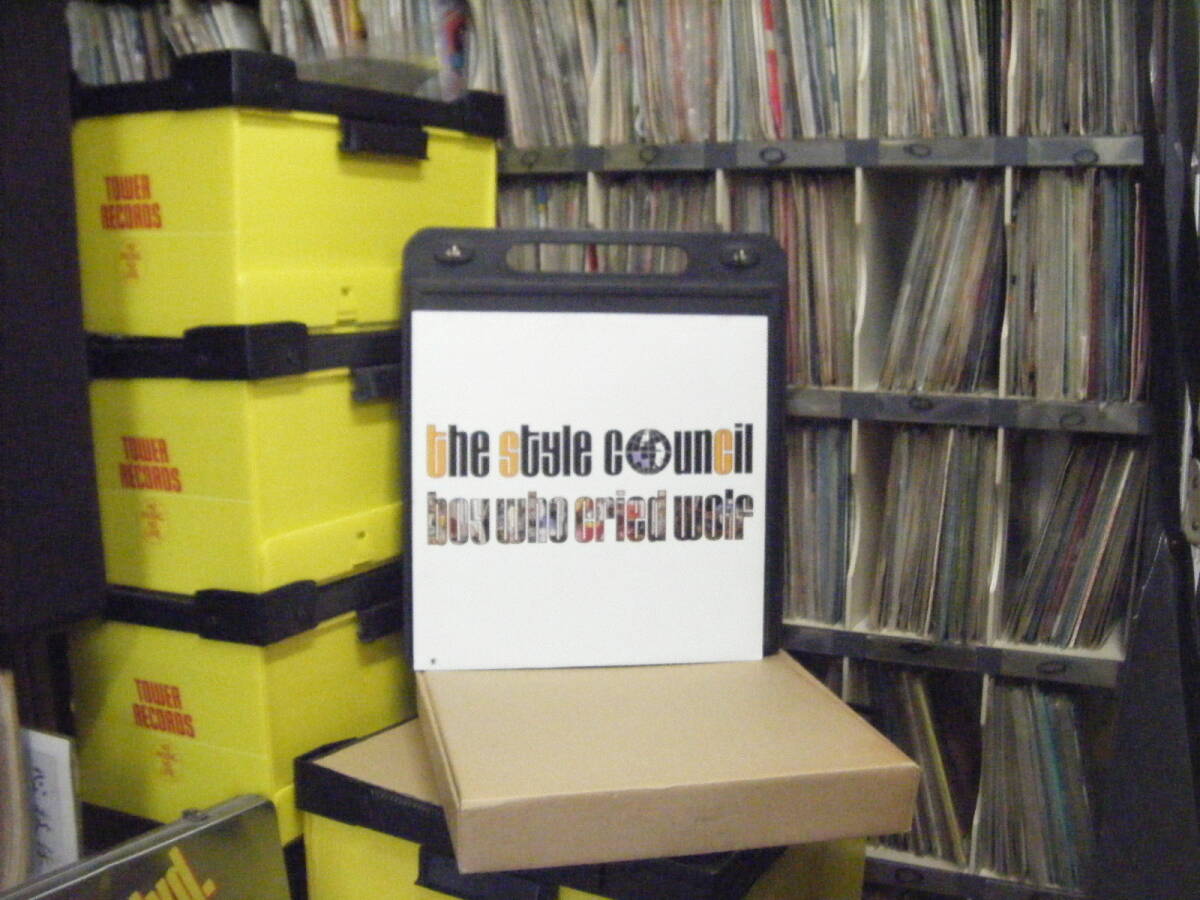 TOWER
RECORDS
TOWER
RECORDS
TOWER
RECORDS
the style council
boy who cried wolf